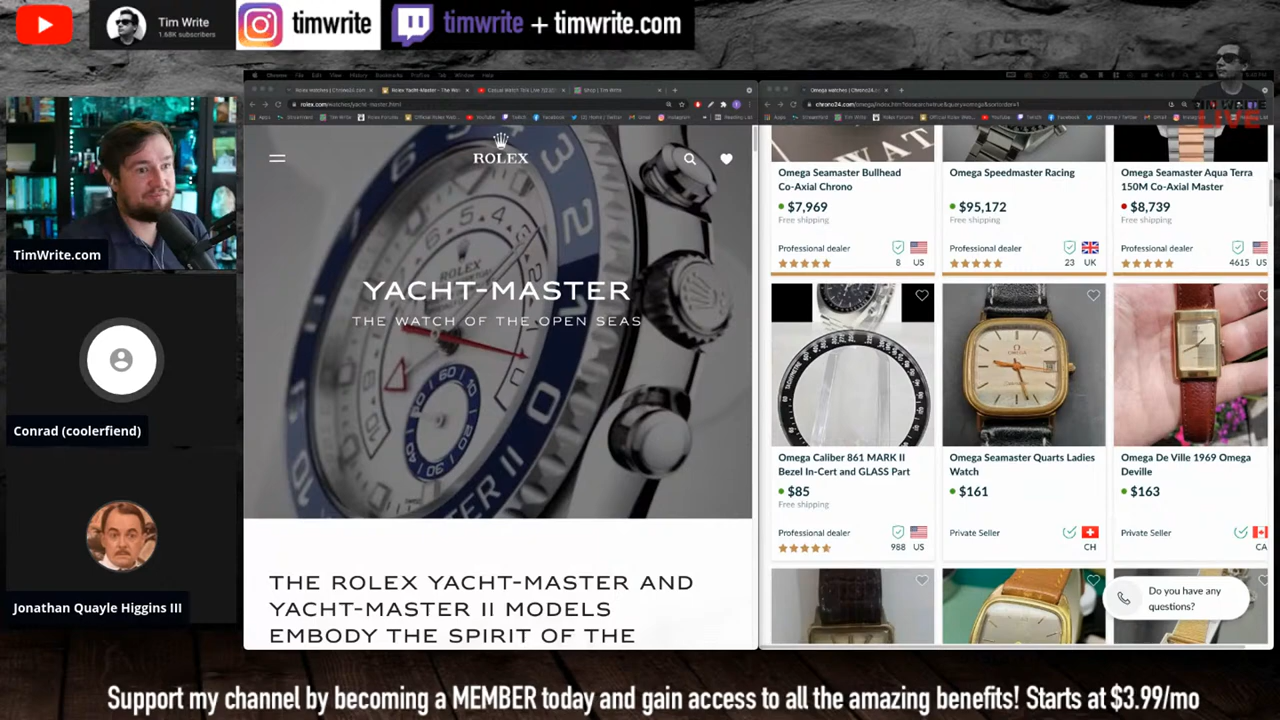 Tim Write
1.68K subscribers
timwrite
timwrite + timwrite.com
LIVE
TimWrite.com
Conrad (coolerfiend)
Jonathan Quayle Higgins III
rolex.com/watches/yacht-master.html
ROLEX
YACHT-MASTER
THE WATCH OF THE OPEN SEAS
THE ROLEX YACHT-MASTER AND
YACHT-MASTER II MODELS
EMBODY THE SPIRIT OF THE
Omega Seamaster Bullhead
Co-Axial Chrono
$7,969
Free shipping
Professional dealer
8 US
Omega Speedmaster Racing
$95,172
Free shipping
Professional dealer
23 UK
Omega Seamaster Aqua Terra
150M Co-Axial Master
$8,739
Free shipping
Professional dealer
4615 US
Omega Caliber 861 MARK II
Bezel In-Cert and GLASS Part
$85
Free shipping
Professional dealer
988 US
Omega Seamaster Quarts Ladies
Watch
$161
Private Seller
CH
Omega De Ville 1969 Omega
Deville
$163
Private Seller
CA
Do you have any
questions?
Support my channel by becoming a MEMBER today and gain access to all the amazing benefits! Starts at $3.99/mo